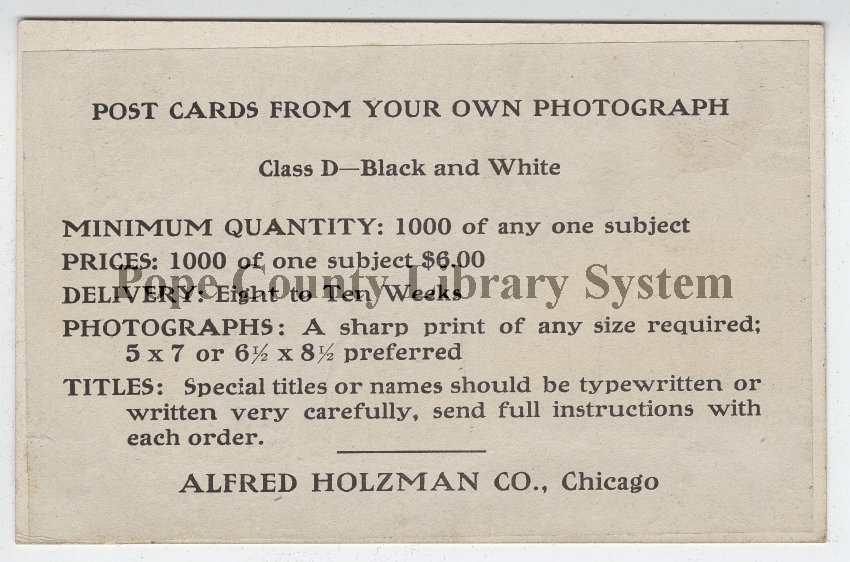 POST CARDS FROM YOUR OWN PHOTOGRAPH
Class D—Black and White
MINIMUM QUANTITY: 1000 of any one subject
PRICES: 1000 of one subject $6.00
Pope County Library System
DELIVERY: Eight to Ten Weeks
PHOTOGRAPHS: A sharp print of any size required;
5 x 7 or 6½ x 8½ preferred
TITLES: Special titles or names should be typewritten or
written very carefully, send full instructions with
each order.
ALFRED HOLZMAN CO., Chicago